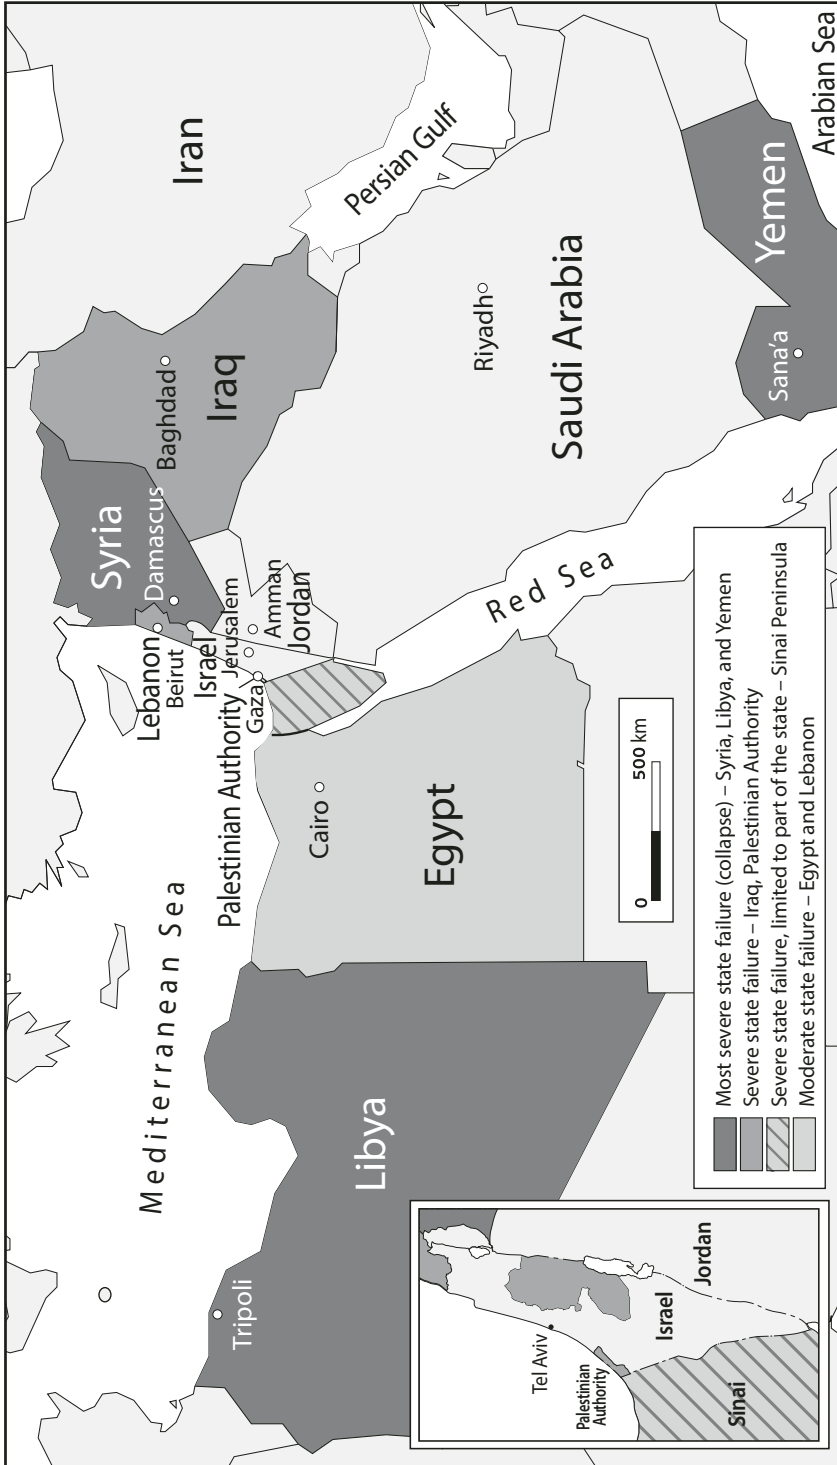 Mediterranean Sea
Tripoli
Libya
Egypt
Cairo
Palestinian Authority
Gaza
Israel
Jerusalem
Lebanon
Beirut
Syria
Damascus
Amman
Jordan
Iraq
Baghdad
Iran
Persian Gulf
Riyadh
Saudi Arabia
Red Sea
Yemen
Sana'a
Arabian Sea
0
500 km
Most severe state failure (collapse) – Syria, Libya, and Yemen
Severe state failure – Iraq, Palestinian Authority
Severe state failure, limited to part of the state – Sinai Peninsula
Moderate state failure – Egypt and Lebanon
Tel Aviv
Palestinian
Authority
Israel
Jordan
Sinai